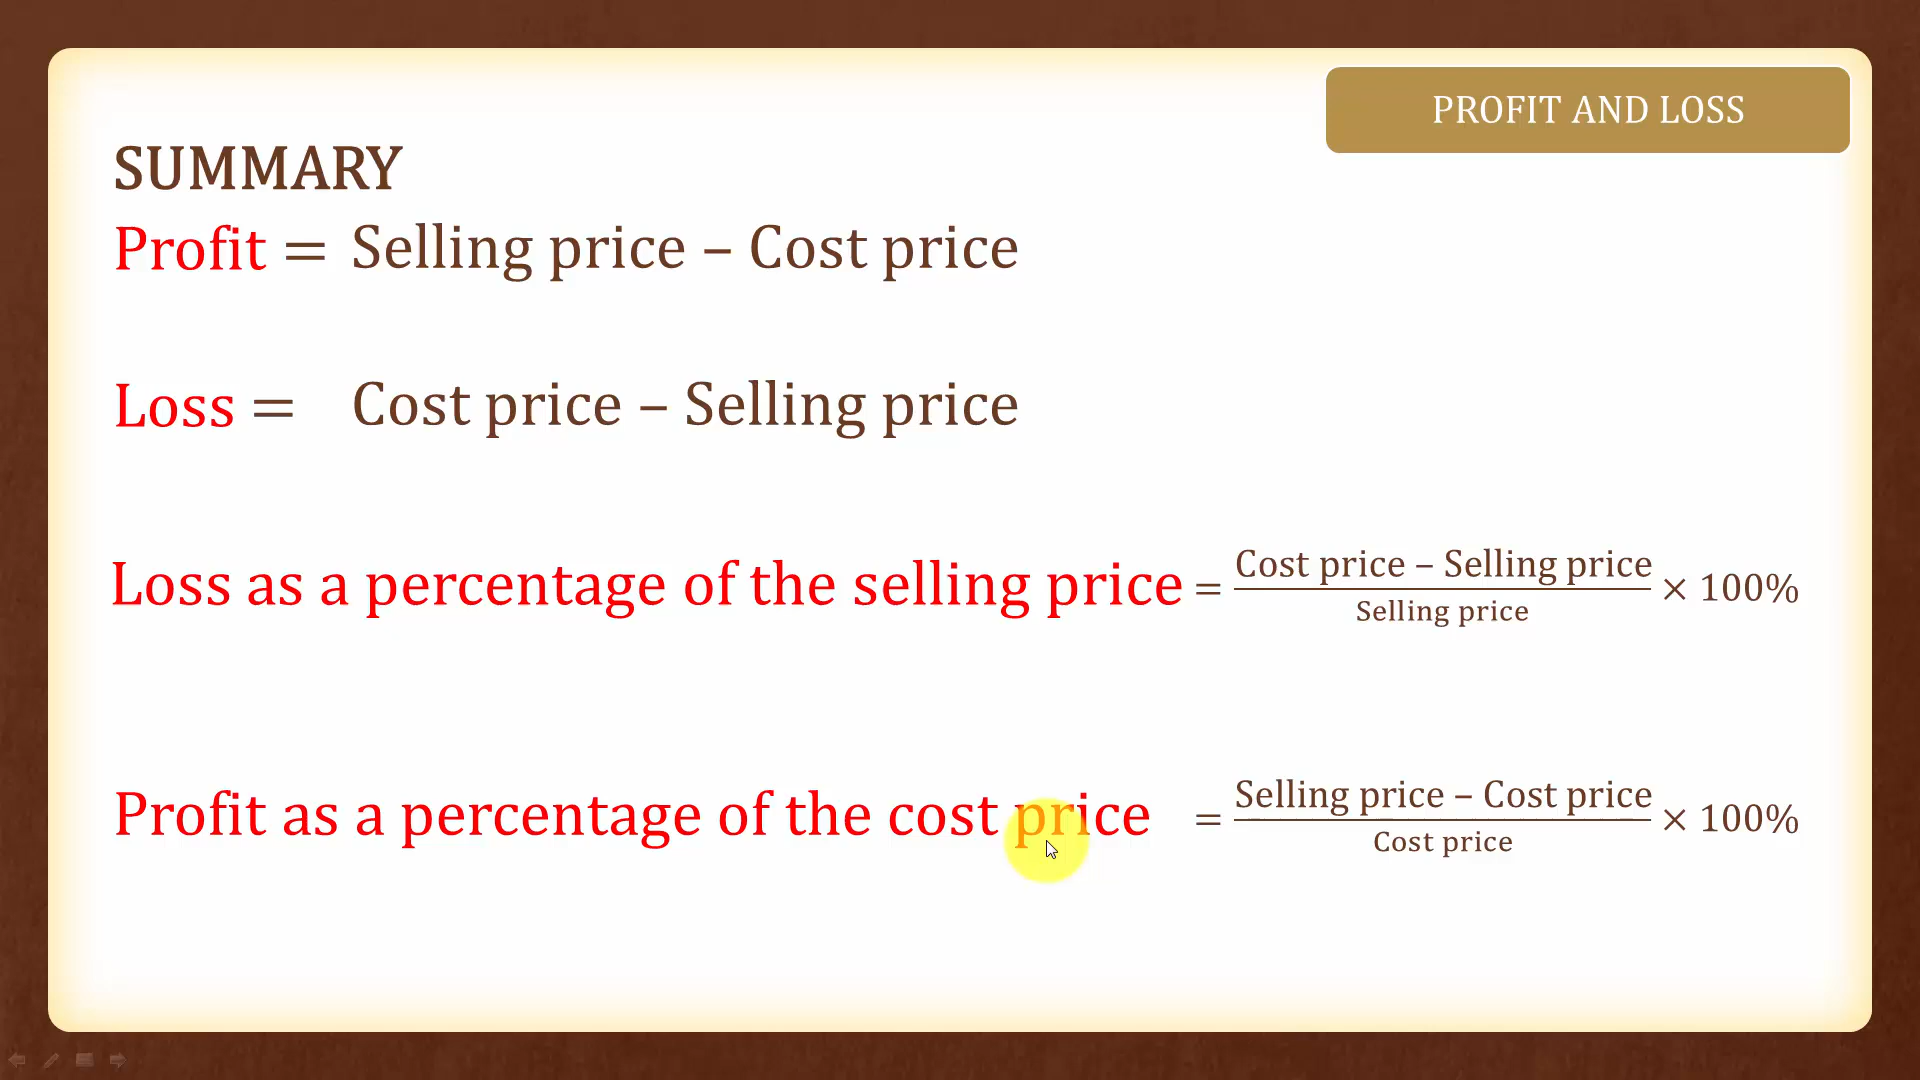 PROFIT AND LOSS
SUMMARY
Profit = Selling price – Cost price
Loss = Cost price – Selling price
Loss as a percentage of the selling price = Cost price – Selling price / Selling price × 100%
Profit as a percentage of the cost price = Selling price – Cost price / Cost price × 100%